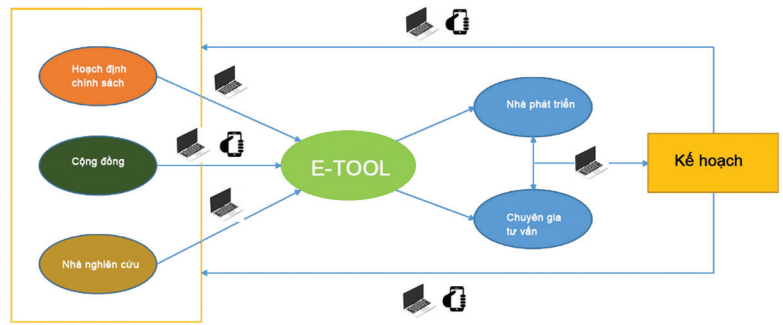 Hoạch định
chính sách
Cộng đồng
Nhà nghiên cứu
E-TOOL
Nhà phát triển
Chuyên gia
tư vấn
Kế hoạch